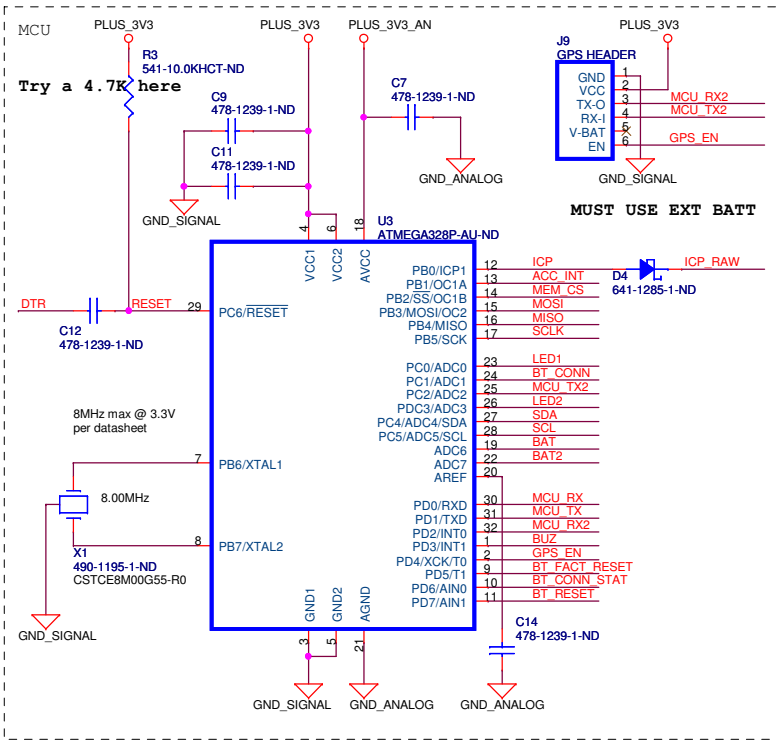 MCU
PLUS_3V3
PLUS_3V3
PLUS_3V3_AN
PLUS_3V3
R3
541-10.0KHCT-ND
Try a 4.7K here
C9
478-1239-1-ND
C11
478-1239-1-ND
C7
478-1239-1-ND
GND_SIGNAL
GND_ANALOG
J9
GPS HEADER
GND 1
VCC 2
TX-O 3 MCU_RX2
RX-I 4 MCU_TX2
V-BAT 5
EN 6 GPS_EN
GND_SIGNAL
MUST USE EXT BATT
U3
ATMEGA328P-AU-ND
4 VCC1
6 VCC2
18 AVCC
PB0/ICP1 12 ICP
D4
641-1285-1-ND
ICP_RAW
PB1/OC1A 13 ACC_INT
PB2/SS/OC1B 14 MEM_CS
PB3/MOSI/OC2 15 MOSI
PB4/MISO 16 MISO
PB5/SCK 17 SCLK
DTR
C12
478-1239-1-ND
RESET
29 PC6/RESET
PC0/ADC0 23 LED1
PC1/ADC1 24 BT_CONN
PC2/ADC2 25 MCU_TX2
PDC3/ADC3 26 LED2
PC4/ADC4/SDA 27 SDA
PC5/ADC5/SCL 28 SCL
ADC6 19 BAT
ADC7 22 BAT2
AREF 20
8MHz max @ 3.3V
per datasheet
7 PB6/XTAL1
8.00MHz
8 PB7/XTAL2
X1
490-1195-1-ND
CSTCE8M00G55-R0
GND_SIGNAL
PD0/RXD 30 MCU_RX
PD1/TXD 31 MCU_TX
PD2/INT0 32 MCU_RX2
PD3/INT1 1 BUZ
PD4/XCK/T0 2 GPS_EN
PD5/T1 9 BT_FACT_RESET
PD6/AIN0 10 BT_CONN_STAT
PD7/AIN1 11 BT_RESET
GND1 3
GND2 5
AGND 21
C14
478-1239-1-ND
GND_SIGNAL
GND_ANALOG
GND_ANALOG